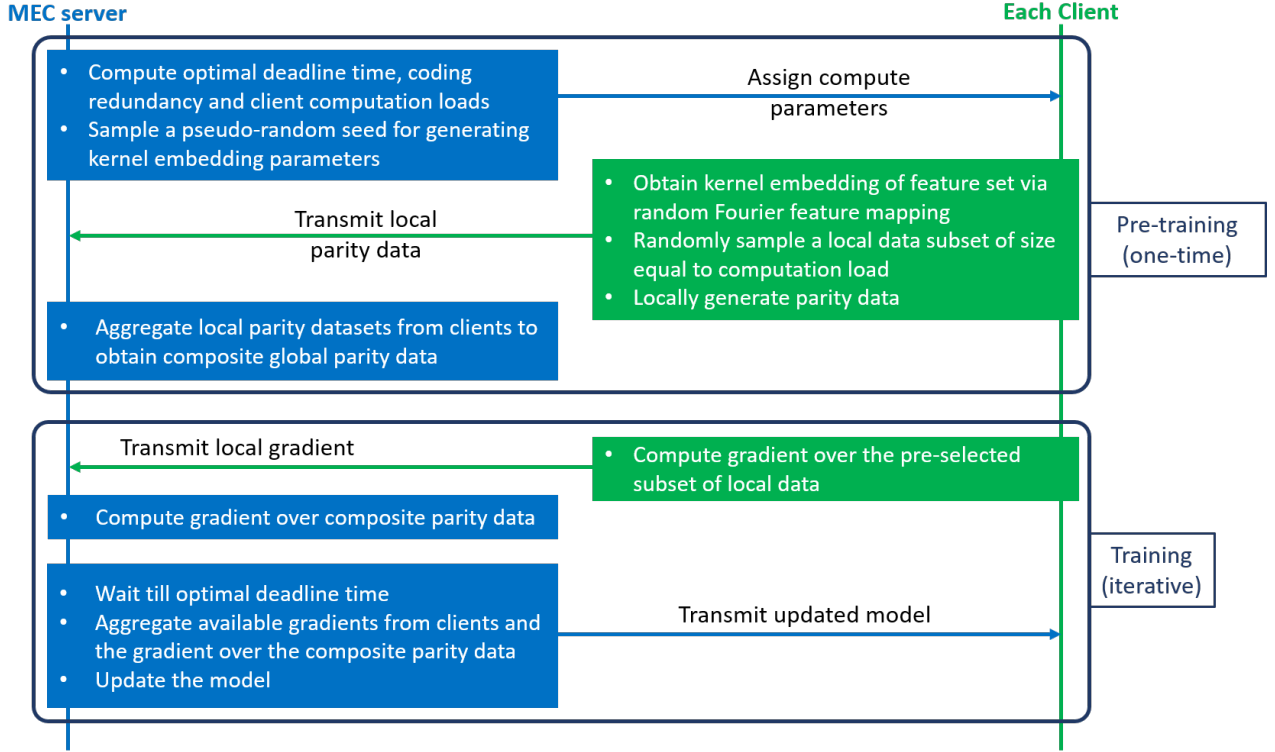 MEC server
Each Client
• Compute optimal deadline time, coding
redundancy and client computation loads
• Sample a pseudo-random seed for generating
kernel embedding parameters
Assign compute
parameters
• Obtain kernel embedding of feature set via
random Fourier feature mapping
• Randomly sample a local data subset of size
equal to computation load
• Locally generate parity data
Transmit local
parity data
Pre-training
(one-time)
• Aggregate local parity datasets from clients to
obtain composite global parity data
Transmit local gradient
• Compute gradient over the pre-selected
subset of local data
• Compute gradient over composite parity data
Training
(iterative)
• Wait till optimal deadline time
• Aggregate available gradients from clients and
the gradient over the composite parity data
• Update the model
Transmit updated model